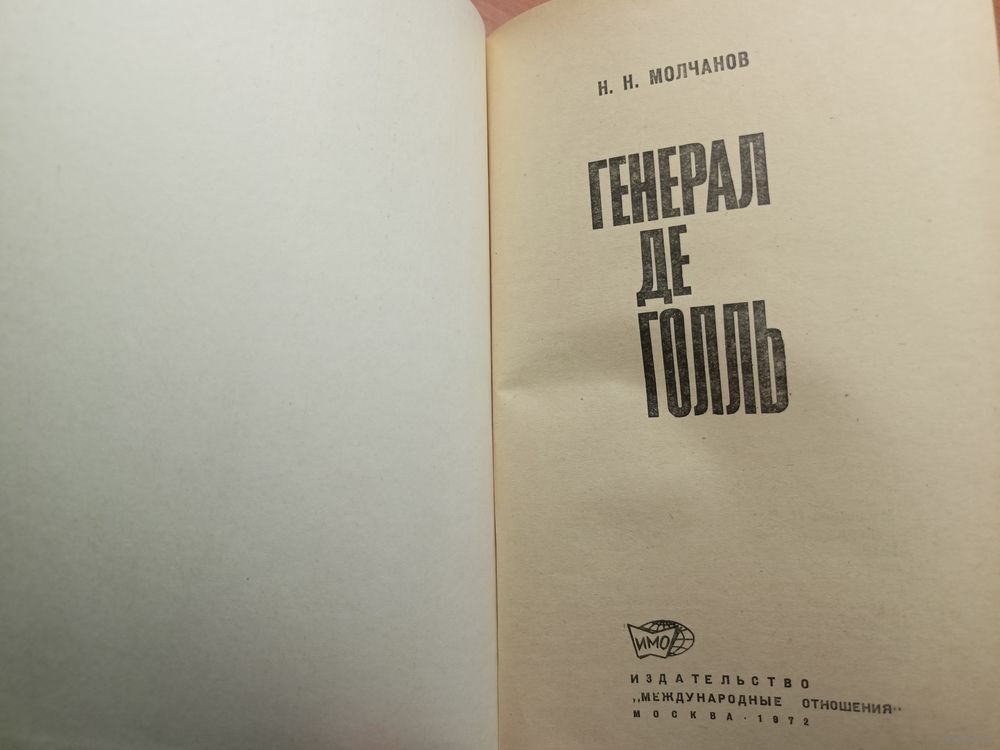 Н. Н. МОЛЧАНОВ
ГЕНЕРАЛ
ДЕ
ГОЛЛЬ
ИМО
ИЗДАТЕЛЬСТВО
„МЕЖДУНАРОДНЫЕ ОТНОШЕНИЯ"
МОСКВА · 1972